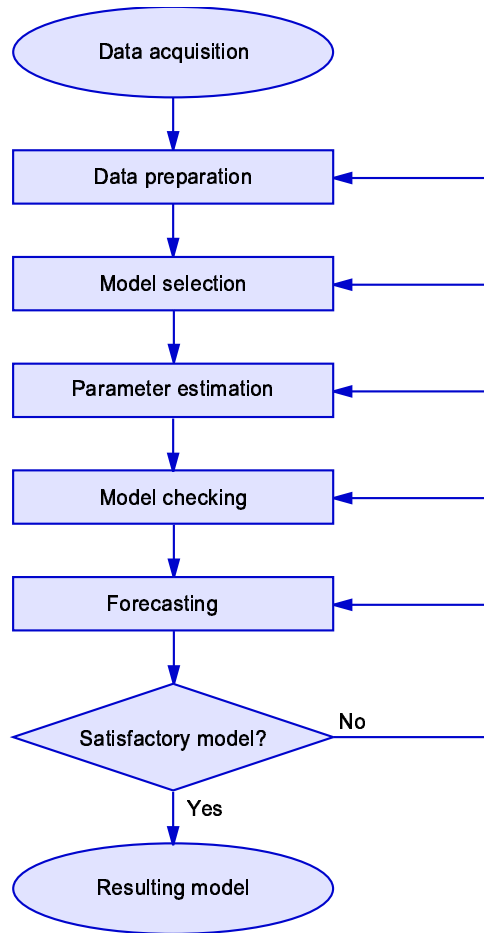 Data acquisition
Data preparation
Model selection
Parameter estimation
Model checking
Forecasting
Satisfactory model?
No
Yes
Resulting model